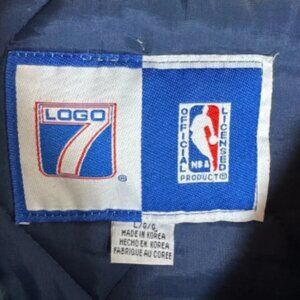 LOGO
7
®
OFFICIAL
LICENSED
NBA
PRODUCT®
L/G/G
MADE IN KOREA
HECHO EN KOREA
FABRIQUE AU COREE